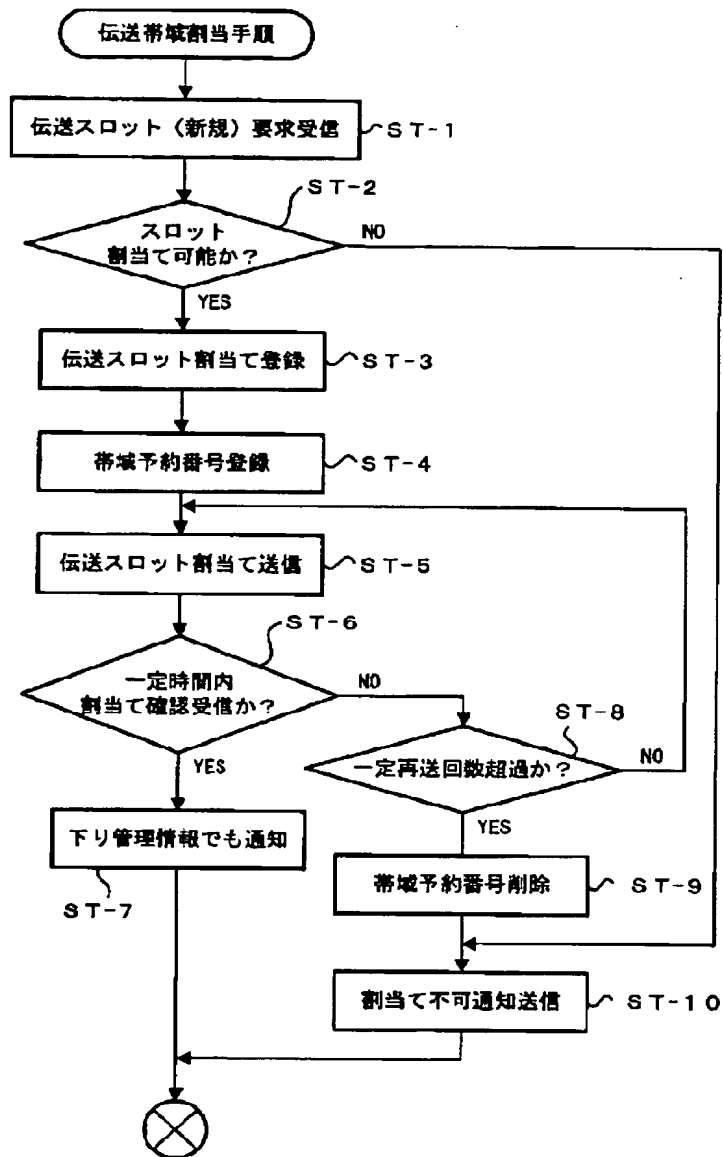 伝送帯域割当手順
伝送スロット（新規）要求受信
ST-1
ST-2
スロット
割当て可能か？
NO
YES
伝送スロット割当て登録
ST-3
帯域予約番号登録
ST-4
伝送スロット割当て送信
ST-5
ST-6
一定時間内
割当て確認受信か？
NO
YES
ST-8
一定再送回数超過か？
NO
YES
下り管理情報でも通知
ST-7
帯域予約番号削除
ST-9
割当て不可通知送信
ST-10